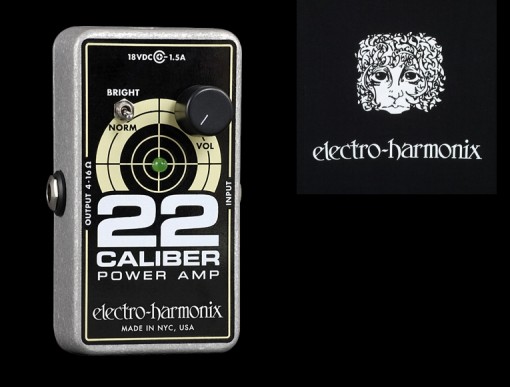 18VDC 1.5A
BRIGHT
NORM
VOL
OUTPUT 4-16Ω
INPUT
22
CALIBER
POWER AMP
electro-harmonix
MADE IN NYC, USA
electro-harmonix